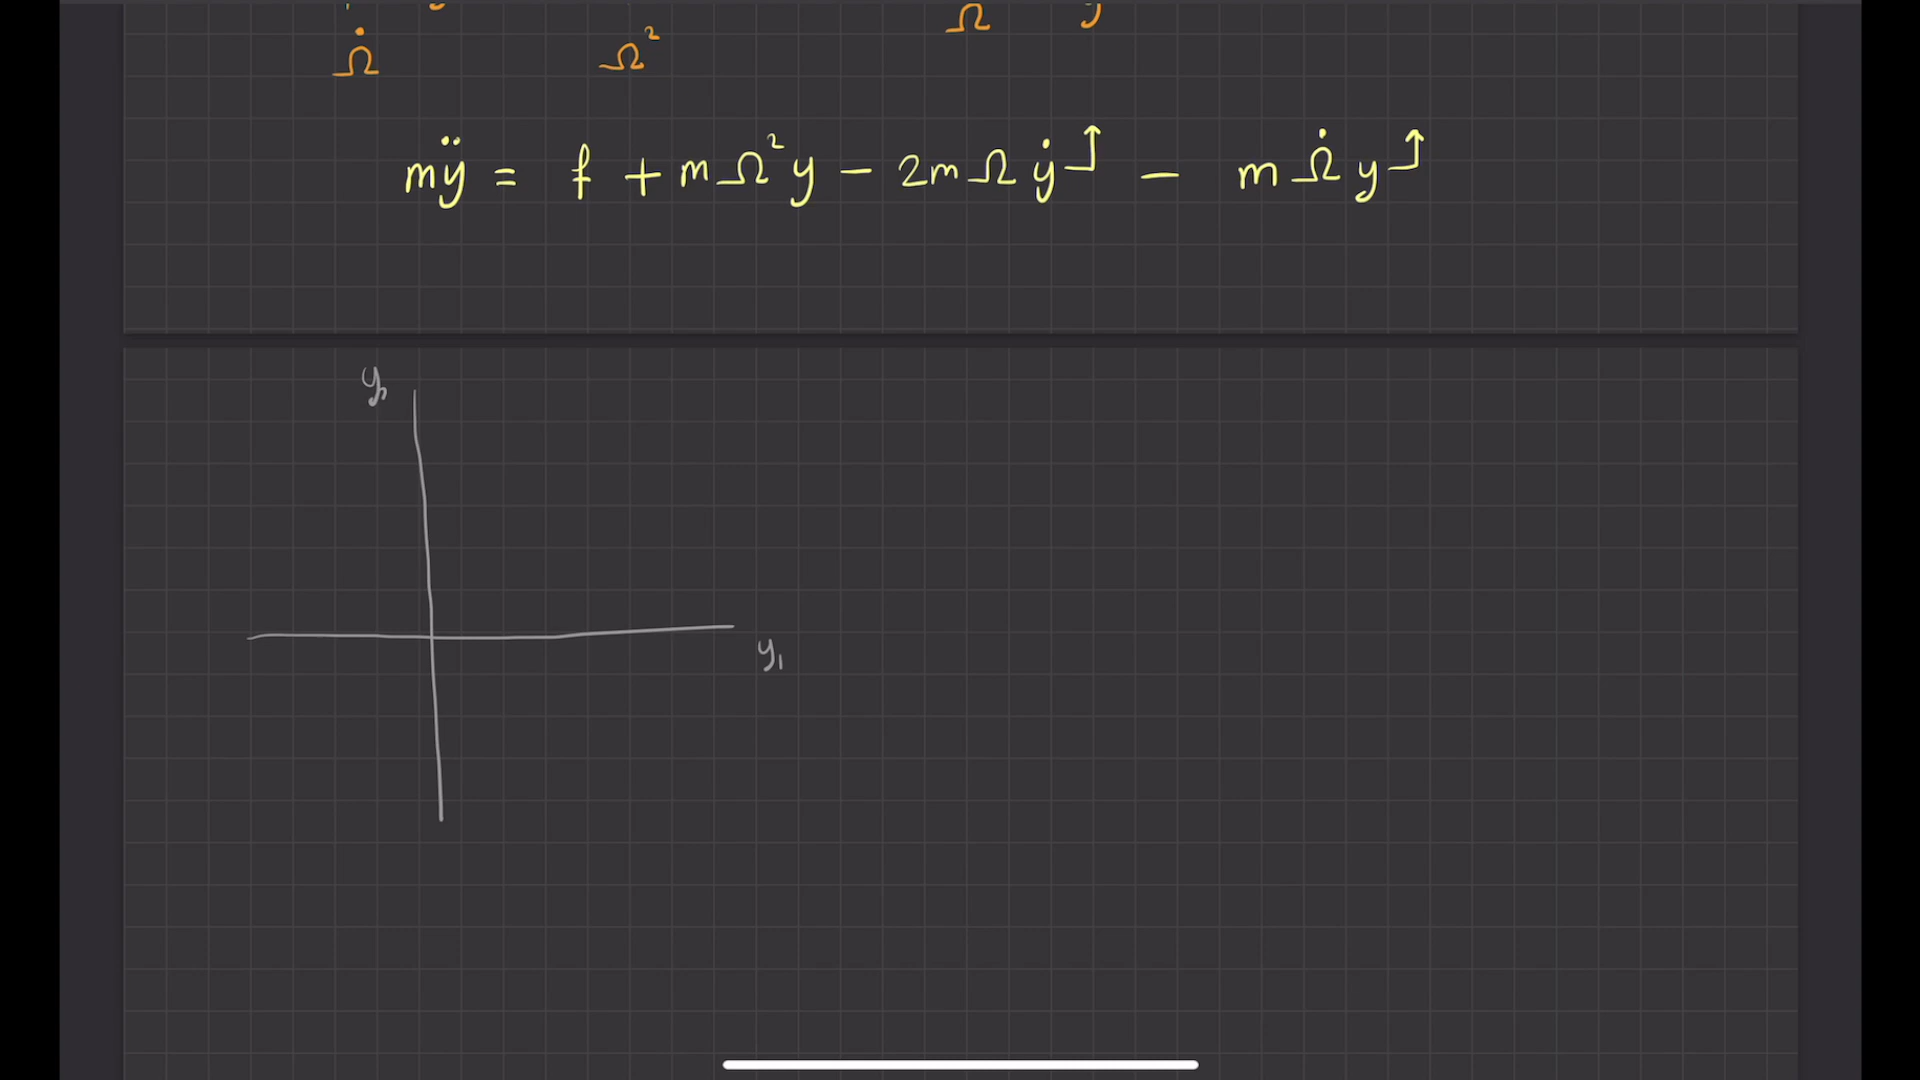 Ω y
Ω̇ Ω²
mÿ = f + mΩ²y − 2mΩẏ⤴ − mΩ̇y⤴
y₂
y₁